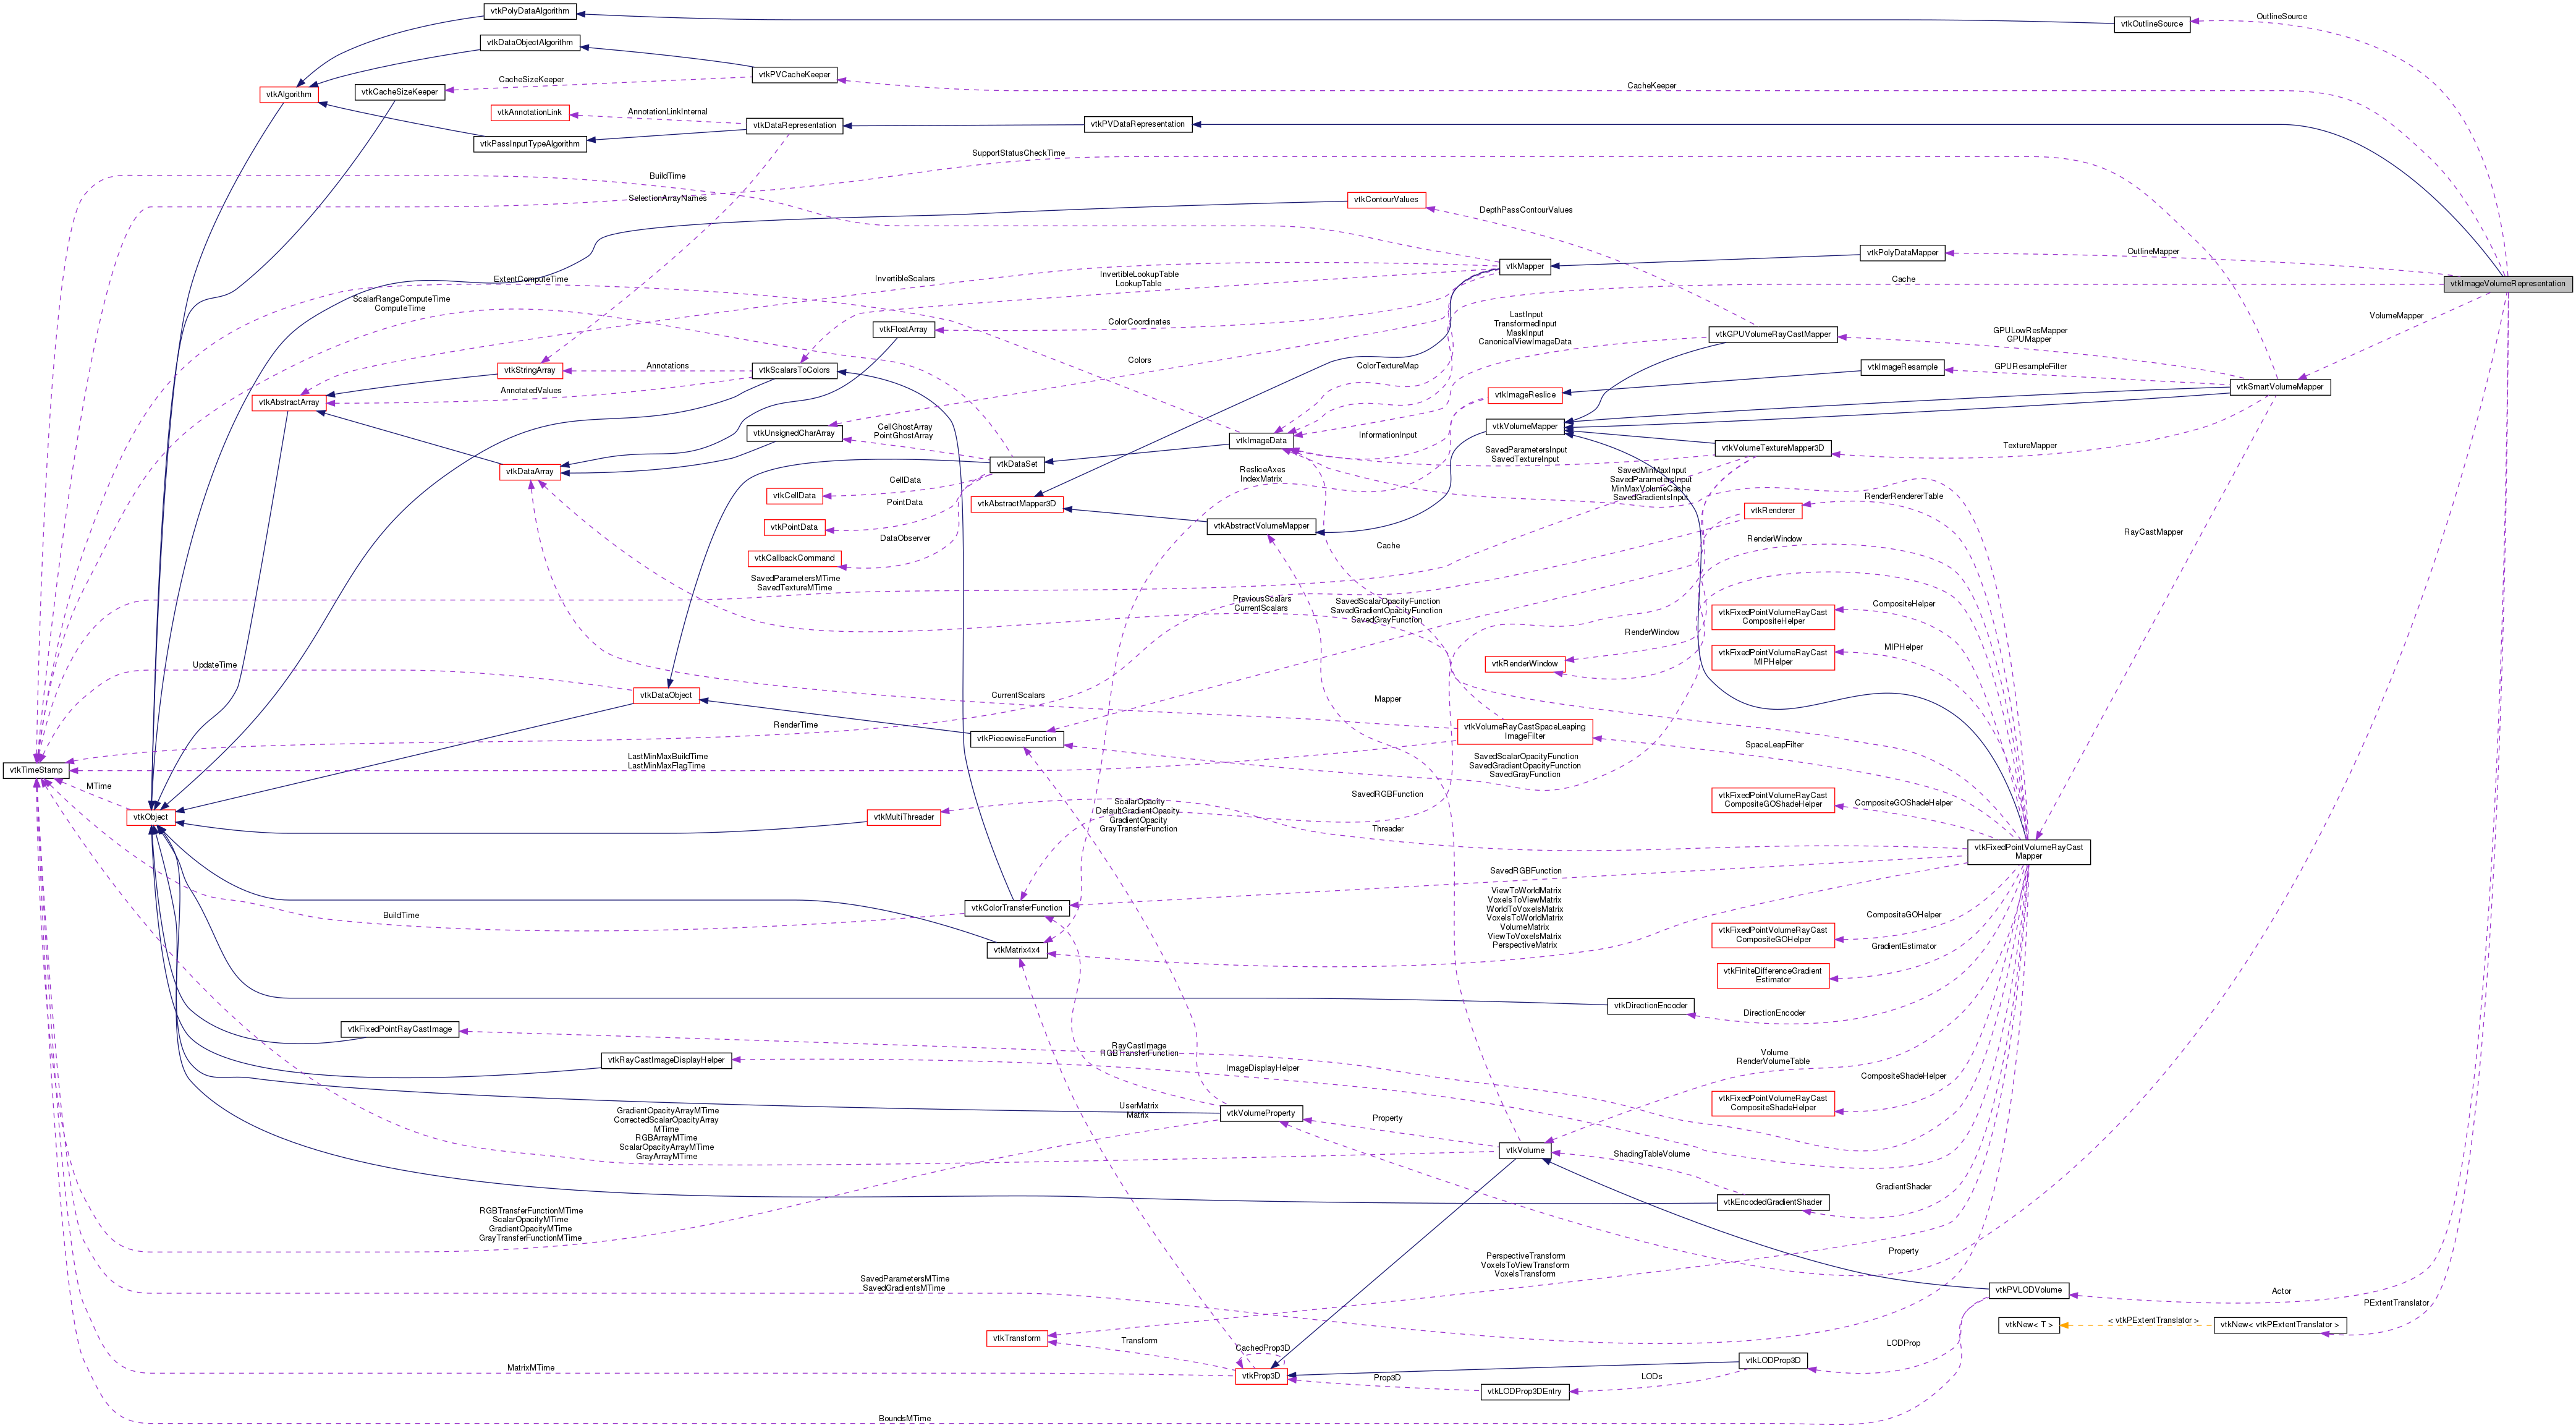 vtkPolyDataAlgorithm
OutlineSource
vtkOutlineSource
vtkDataObjectAlgorithm
vtkPVCacheKeeper
CacheSizeKeeper
CacheKeeper
vtkCacheSizeKeeper
vtkAlgorithm
vtkAnnotationLink
AnnotationLinkInternal
vtkDataRepresentation
vtkPVDataRepresentation
vtkPassInputTypeAlgorithm
SupportStatusCheckTime
BuildTime
SelectionArrayNames
vtkContourValues
DepthPassContourValues
OutlineMapper
vtkPolyDataMapper
vtkMapper
ExtentComputeTime
InvertibleScalars
InvertibleLookupTable
LookupTable
Cache
vtkImageVolumeRepresentation
ScalarRangeComputeTime
ComputeTime
ColorCoordinates
vtkFloatArray
LastInput
TransformedInput
MaskInput
CanonicalViewImageData
vtkGPUVolumeRayCastMapper
GPULowResMapper
GPUMapper
VolumeMapper
Colors
ColorTextureMap
vtkStringArray
Annotations
vtkScalarsToColors
vtkImageResample
GPUResampleFilter
vtkSmartVolumeMapper
AnnotatedValues
vtkAbstractArray
vtkImageReslice
vtkUnsignedCharArray
CellGhostArray
PointGhostArray
vtkImageData
InformationInput
vtkVolumeMapper
vtkVolumeTextureMapper3D
TextureMapper
SavedParametersInput
SavedTextureInput
vtkDataArray
vtkDataSet
ResliceAxes
IndexMatrix
SavedMinMaxInput
SavedParametersInput
MinMaxVolumeCache
SavedGradientsInput
CellData
vtkCellData
PointData
vtkPointData
vtkAbstractMapper3D
RenderRendererTable
vtkRenderer
vtkAbstractVolumeMapper
RayCastMapper
DataObserver
vtkCallbackCommand
Cache
RenderWindow
SavedParametersMTime
SavedTextureMTime
PreviousScalars
CurrentScalars
SavedScalarOpacityFunction
SavedGradientOpacityFunction
SavedGrayFunction
vtkFixedPointVolumeRayCast
CompositeHelper
CompositeHelper
RenderWindow
vtkRenderWindow
vtkFixedPointVolumeRayCast
MIPHelper
MIPHelper
UpdateTime
vtkDataObject
CurrentScalars
Mapper
RenderTime
vtkPiecewiseFunction
vtkVolumeRayCastSpaceLeaping
ImageFilter
SpaceLeapFilter
LastMinMaxBuildTime
LastMinMaxFlagTime
SavedScalarOpacityFunction
SavedGradientOpacityFunction
SavedGrayFunction
vtkTimeStamp
MTime
vtkObject
vtkMultiThreader
ScalarOpacity
DefaultGradientOpacity
GradientOpacity
GrayTransferFunction
SavedRGBFunction
vtkFixedPointVolumeRayCast
CompositeGOShadeHelper
CompositeGOShadeHelper
Threader
vtkFixedPointVolumeRayCast
Mapper
SavedRGBFunction
ViewToWorldMatrix
VoxelsToViewMatrix
WorldToVoxelsMatrix
VoxelsToWorldMatrix
VolumeMatrix
ViewToVoxelsMatrix
PerspectiveMatrix
BuildTime
vtkColorTransferFunction
CompositeGOHelper
vtkFixedPointVolumeRayCast
CompositeGOHelper
vtkMatrix4x4
GradientEstimator
vtkFiniteDifferenceGradient
Estimator
vtkDirectionEncoder
DirectionEncoder
vtkFixedPointRayCastImage
RayCastImage
RGBTransferFunction
ImageDisplayHelper
vtkRayCastImageDisplayHelper
Volume
RenderVolumeTable
CompositeShadeHelper
vtkFixedPointVolumeRayCast
CompositeShadeHelper
GradientOpacityArrayMTime
CorrectedScalarOpacityArray
MTime
RGBArrayMTime
ScalarOpacityArrayMTime
GrayArrayMTime
UserMatrix
Matrix
vtkVolumeProperty
Property
vtkVolume
ShadingTableVolume
GradientShader
vtkEncodedGradientShader
RGBTransferFunctionMTime
ScalarOpacityMTime
GradientOpacityMTime
GrayTransferFunctionMTime
Property
PerspectiveTransform
VoxelsToViewTransform
VoxelsTransform
SavedParametersMTime
SavedGradientsMTime
vtkPVLODVolume
Actor
PExtentTranslator
vtkNew< T >
< vtkPExtentTranslator >
vtkNew< vtkPExtentTranslator >
vtkTransform
Transform
CachedProp3D
LODProp
MatrixMTime
vtkProp3D
Prop3D
vtkLODProp3D
LODs
vtkLODProp3DEntry
BoundsMTime